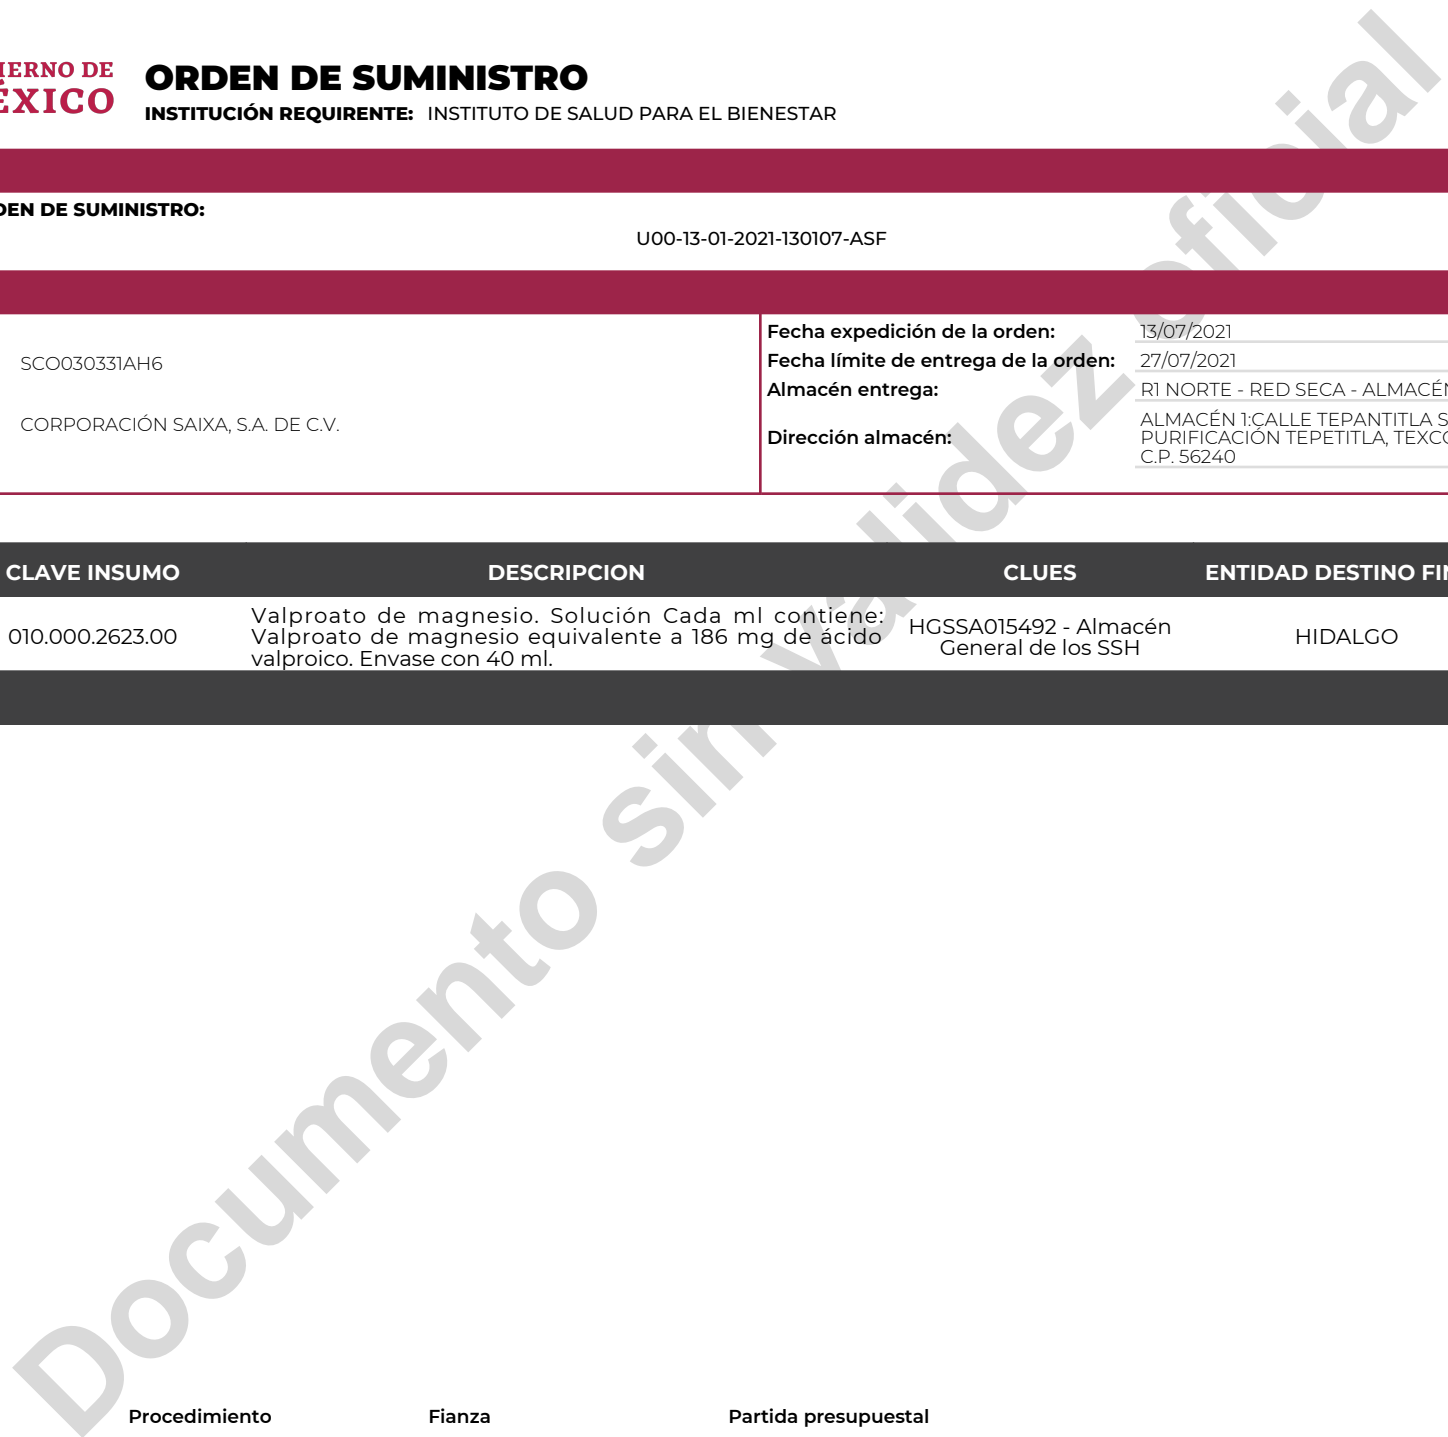 IERNO DE
ÉXICO
ORDEN DE SUMINISTRO
INSTITUCIÓN REQUIRENTE: INSTITUTO DE SALUD PARA EL BIENESTAR
DEN DE SUMINISTRO:
U00-13-01-2021-130107-ASF
SCO030331AH6
CORPORACIÓN SAIXA, S.A. DE C.V.
Fecha expedición de la orden: 13/07/2021
Fecha límite de entrega de la orden: 27/07/2021
Almacén entrega: R1 NORTE - RED SECA - ALMACÉN
Dirección almacén: ALMACÉN 1:CALLE TEPANTITLA S
PURIFICACIÓN TEPETITLA, TEXCO
C.P. 56240
CLAVE INSUMO DESCRIPCION CLUES ENTIDAD DESTINO FIN
010.000.2623.00
Valproato de magnesio. Solución Cada ml contiene:
Valproato de magnesio equivalente a 186 mg de ácido
valproico. Envase con 40 ml.
HGSSA015492 - Almacén
General de los SSH
HIDALGO
Documento sin validez oficial
Procedimiento Fianza Partida presupuestal